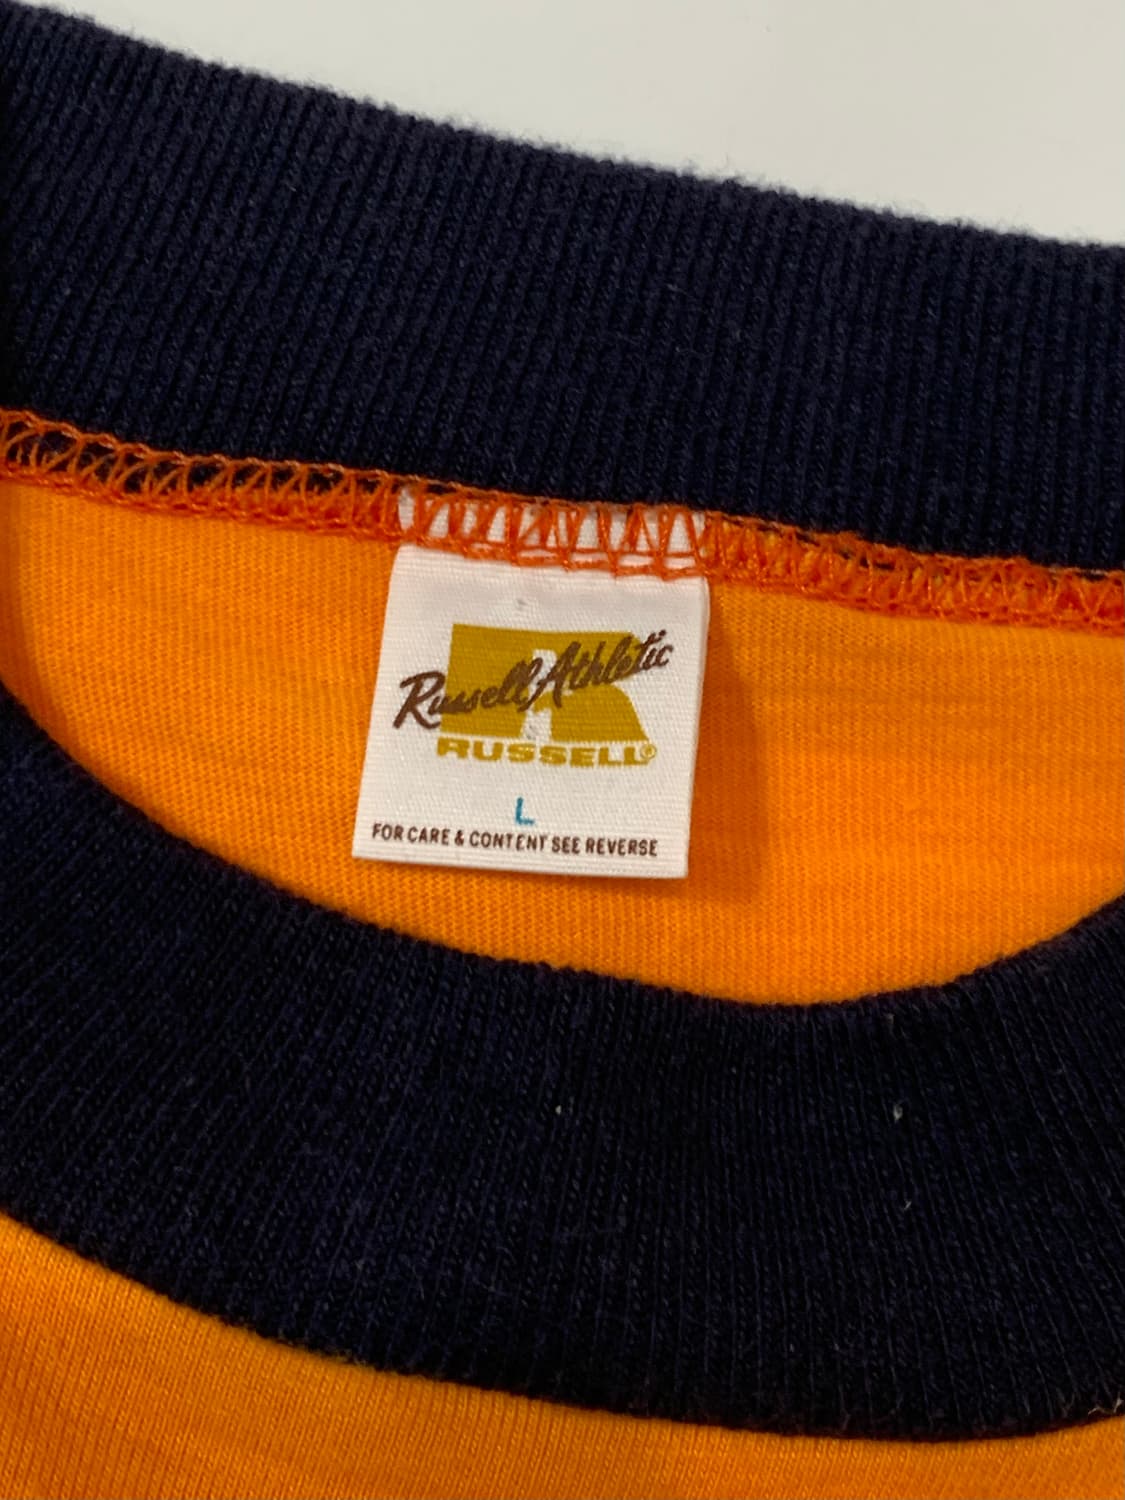 Russell Athletic
RUSSELL®
L
FOR CARE & CONTENT SEE REVERSE